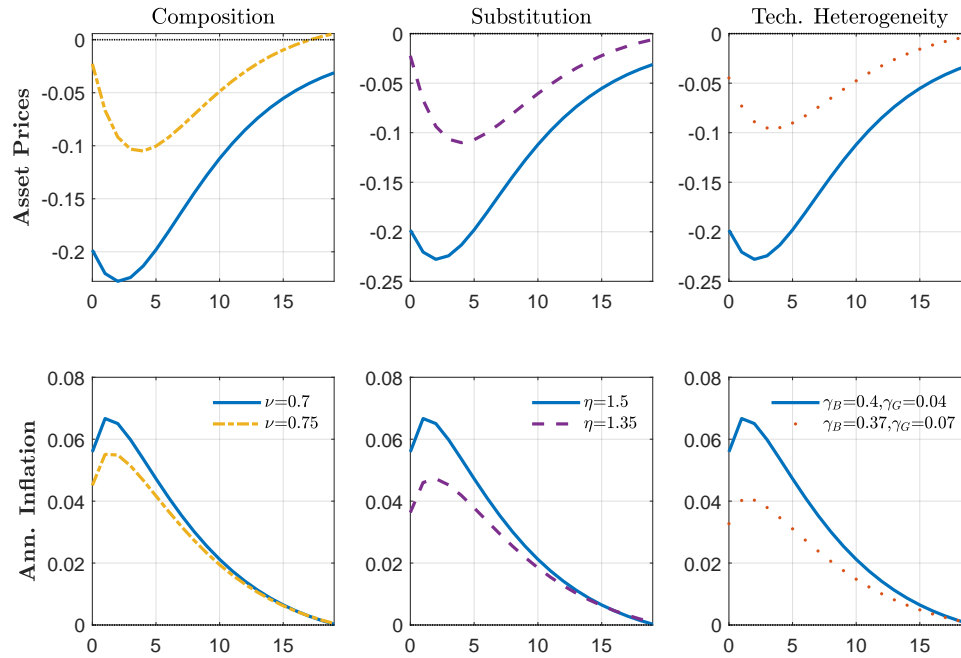 Composition
Substitution
Tech. Heterogeneity
Asset Prices
0
-0.05
-0.1
-0.15
-0.2
0 5 10 15
0
-0.05
-0.1
-0.15
-0.2
-0.25
0 5 10 15
0
-0.05
-0.1
-0.15
-0.2
-0.25
0 5 10 15
Ann. Inflation
0.08
0.06
0.04
0.02
0
0 5 10 15
ν=0.7
ν=0.75
0.08
0.06
0.04
0.02
0
0 5 10 15
η=1.5
η=1.35
0.08
0.06
0.04
0.02
0
0 5 10 15
γ_B=0.4,γ_G=0.04
γ_B=0.37,γ_G=0.07